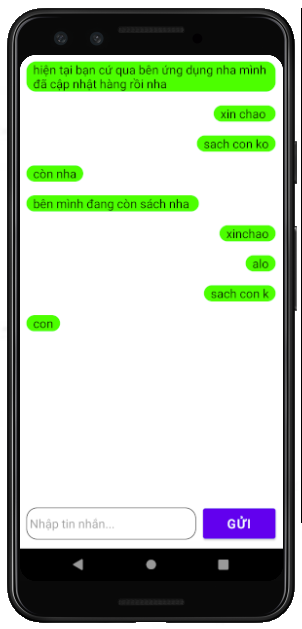 hiện tại bạn cứ qua bên ứng dụng nha mình
đã cập nhật hàng rồi nha
xin chao
sach con ko
còn nha
bên mình đang còn sách nha
xinchao
alo
sach con k
con
Nhập tin nhắn...
GỬI